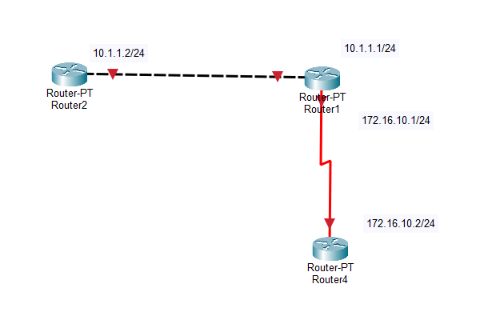 10.1.1.2/24
10.1.1.1/24
Router-PT
Router2
Router-PT
Router1
172.16.10.1/24
172.16.10.2/24
Router-PT
Router4